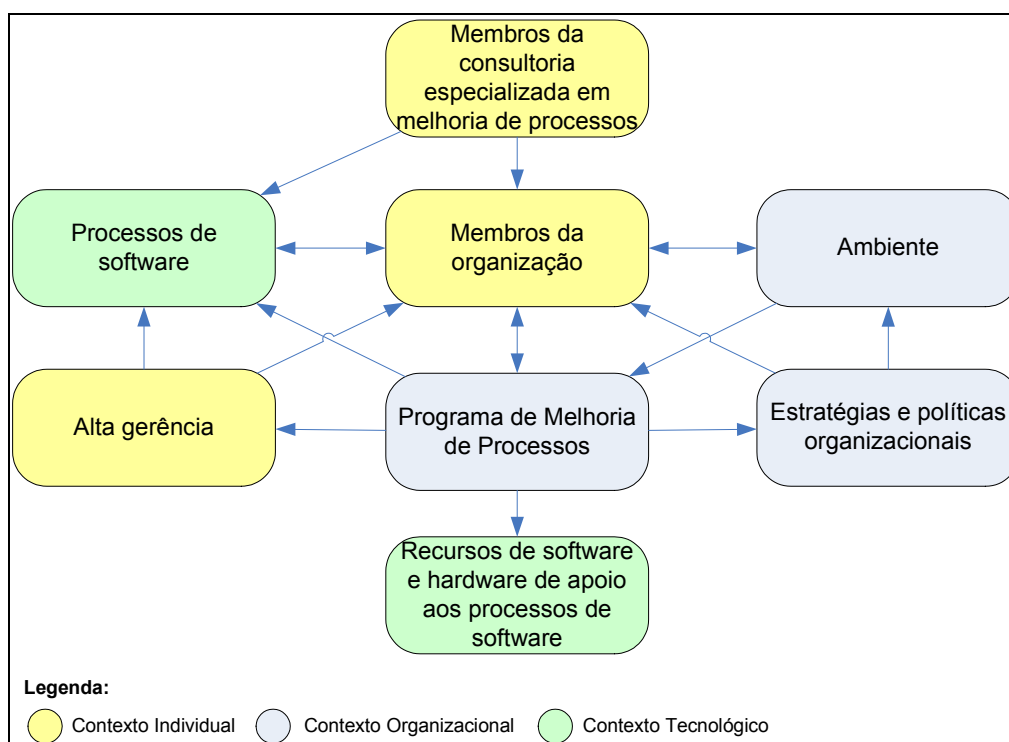 Membros da
consultoria
especializada em
melhoria de processos
Processos de
software
Membros da
organização
Ambiente
Alta gerência
Programa de Melhoria
de Processos
Estratégias e políticas
organizacionais
Recursos de software
e hardware de apoio
aos processos de
software
Legenda:
Contexto Individual
Contexto Organizacional
Contexto Tecnológico